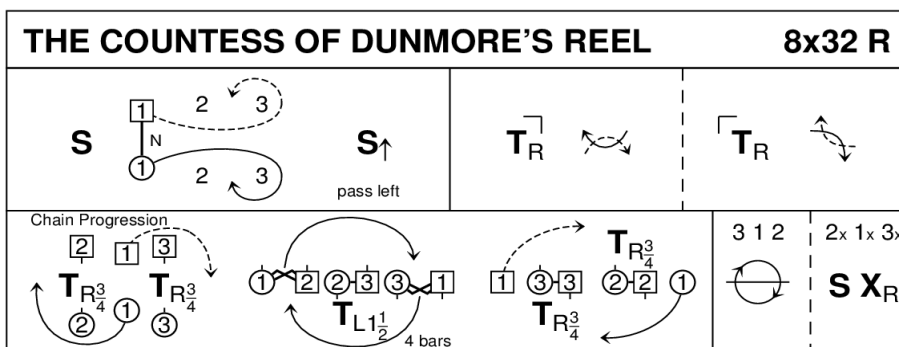 THE COUNTESS OF DUNMORE'S REEL 8x32 R
1 2 3
S N S
1 2 3
pass left
TR TR
Chain Progression
2 1 3
TR3/4 TR3/4
2 1 3
1 2 2 3 3 1
TL1 1/2
4 bars
TR3/4
1 3 3 2 2 1
TR3/4
3 1 2 2x 1x 3x
S XR